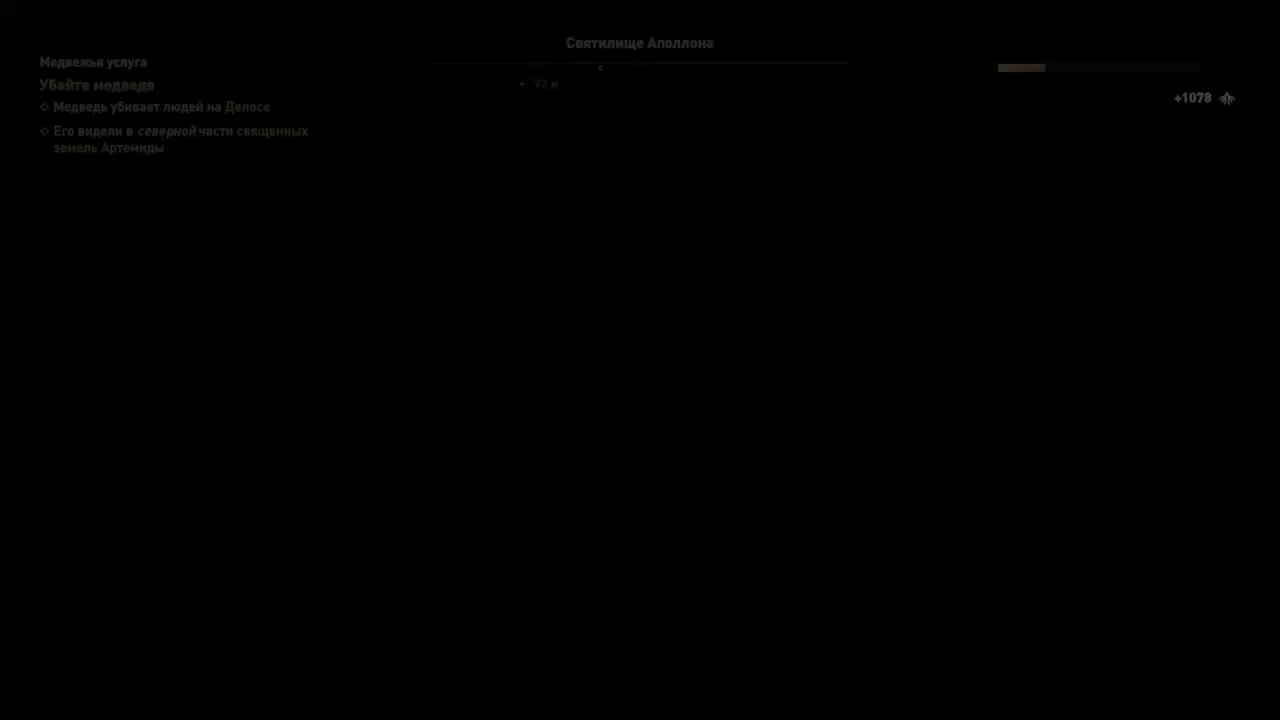 Святилище Аполлона
Медвежья услуга
Убейте медведя
Медведь убивает людей на Делосе
Его видели в северной части священных
земель Артемиды
+1078